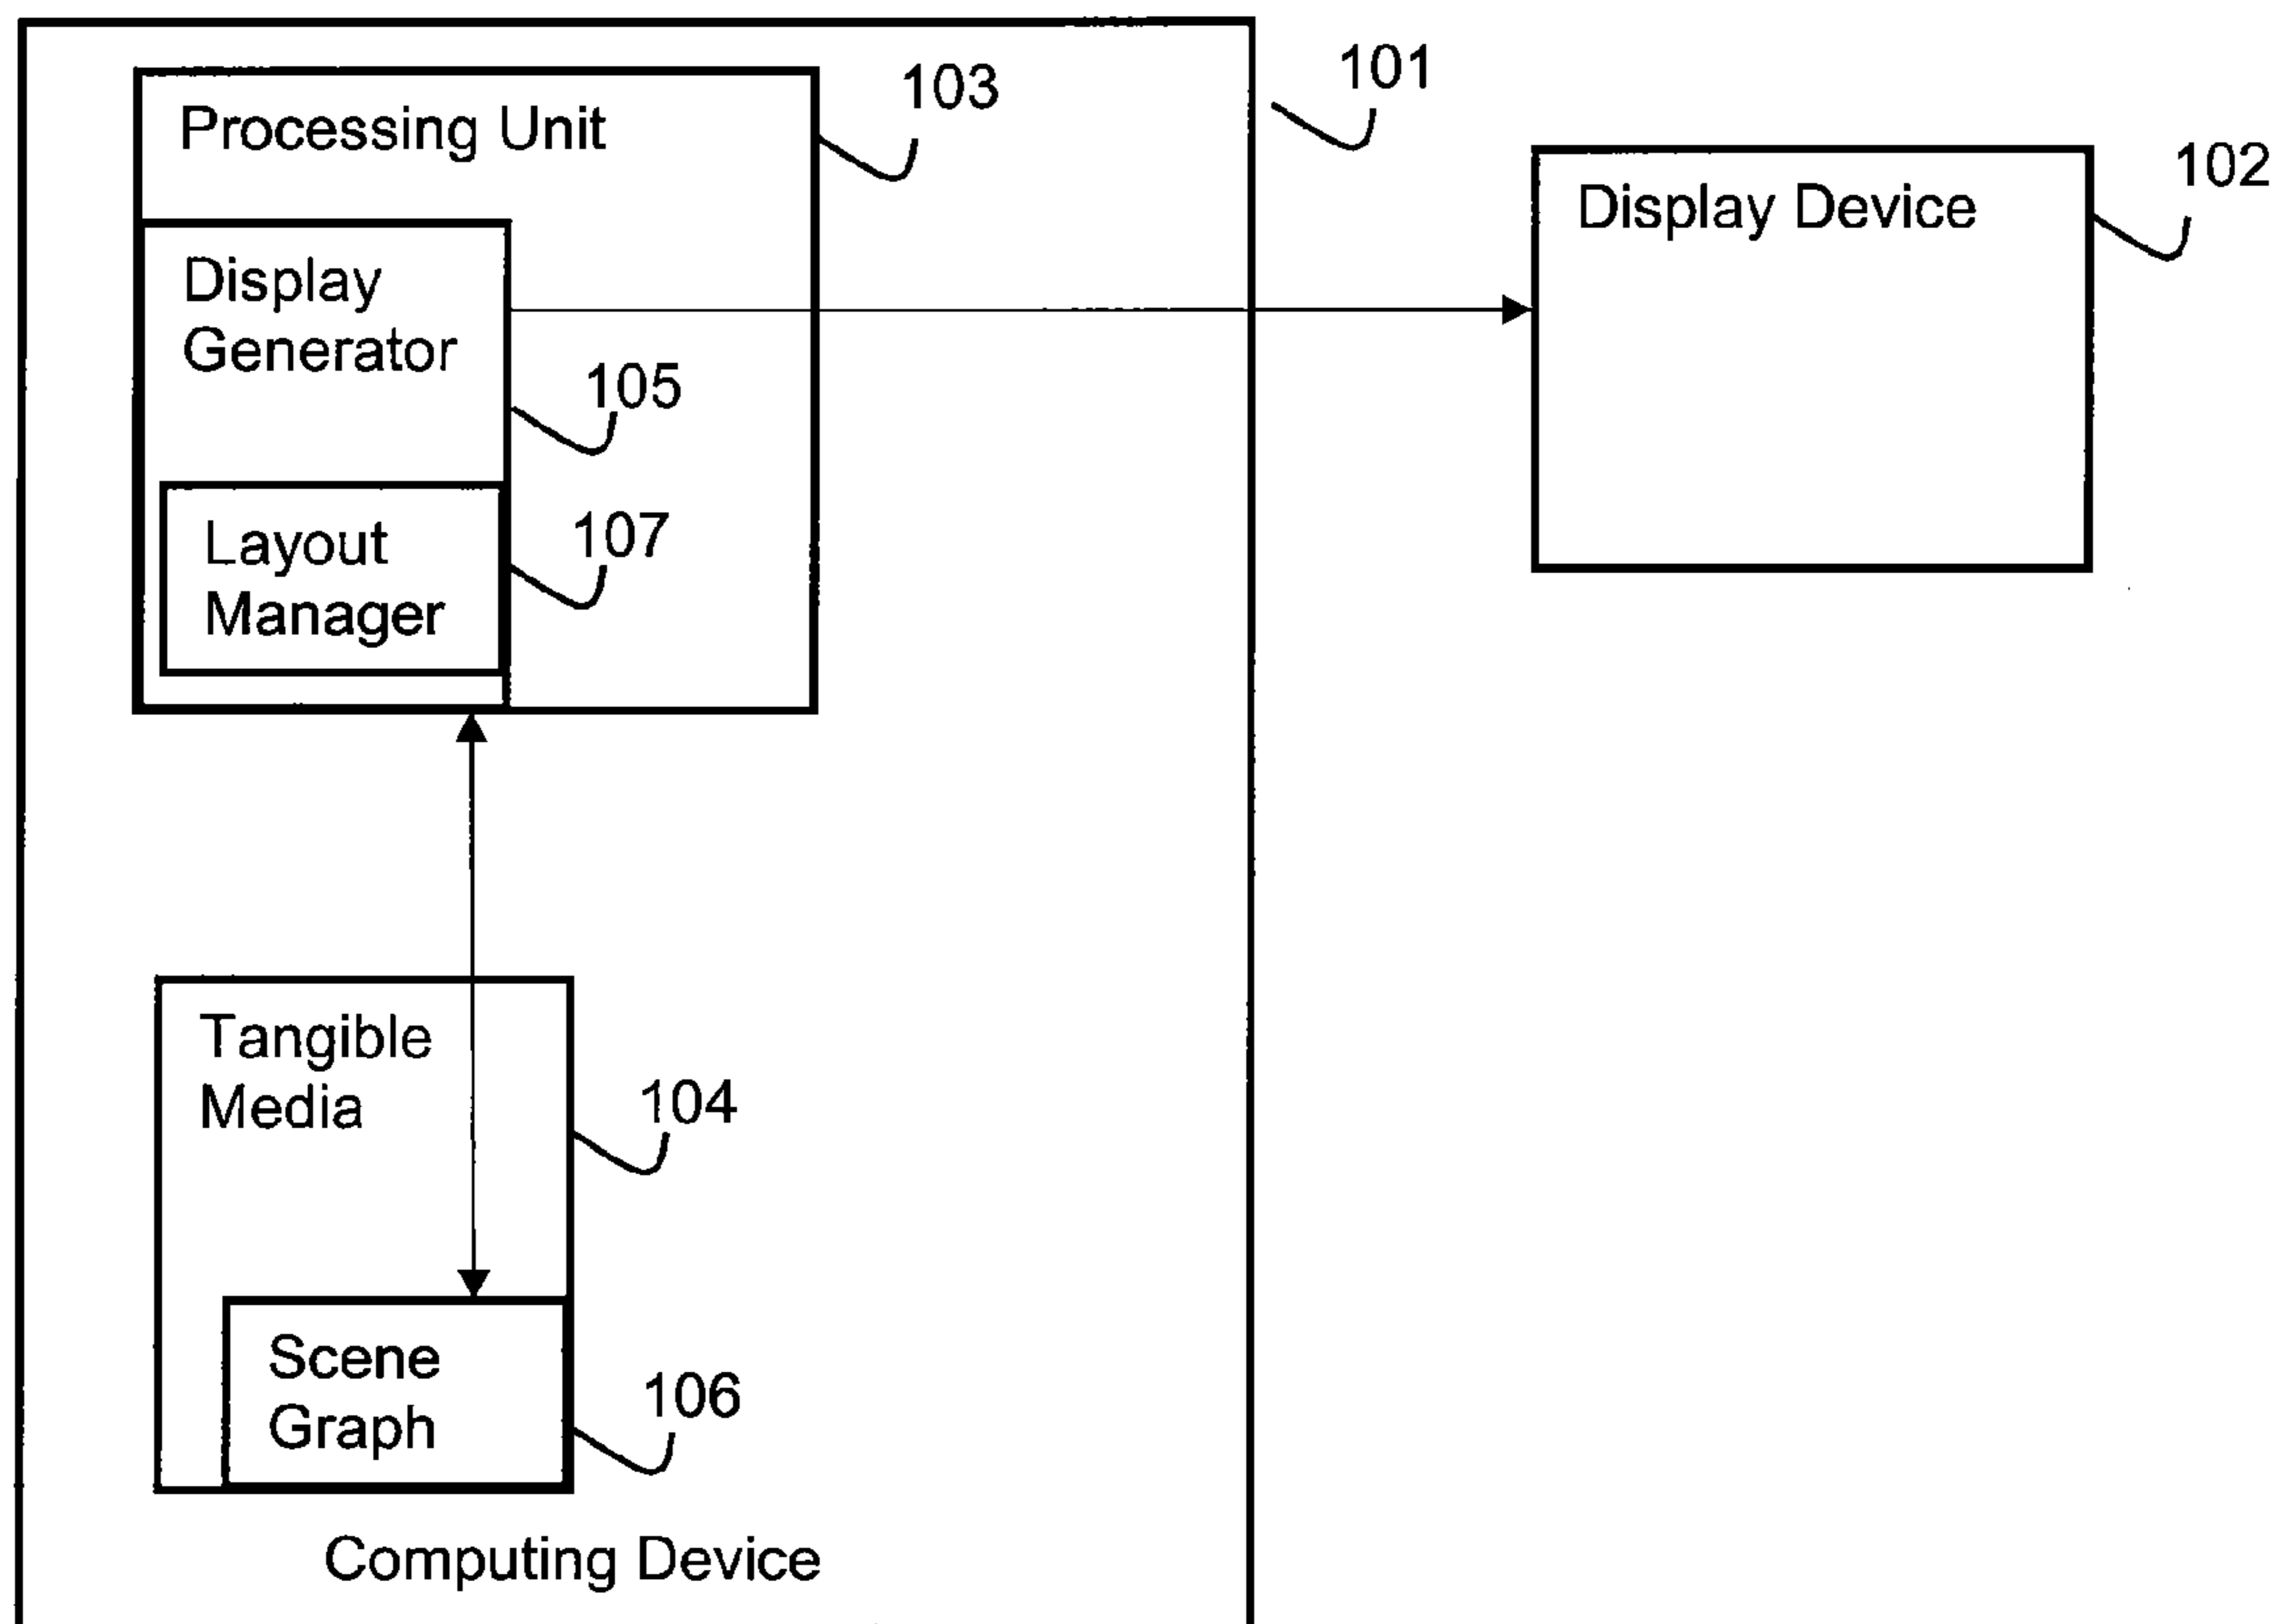 101
103
Processing Unit
102
Display Device
Display
Generator
105
107
Layout
Manager
Tangible
Media
104
Scene
Graph
106
Computing Device